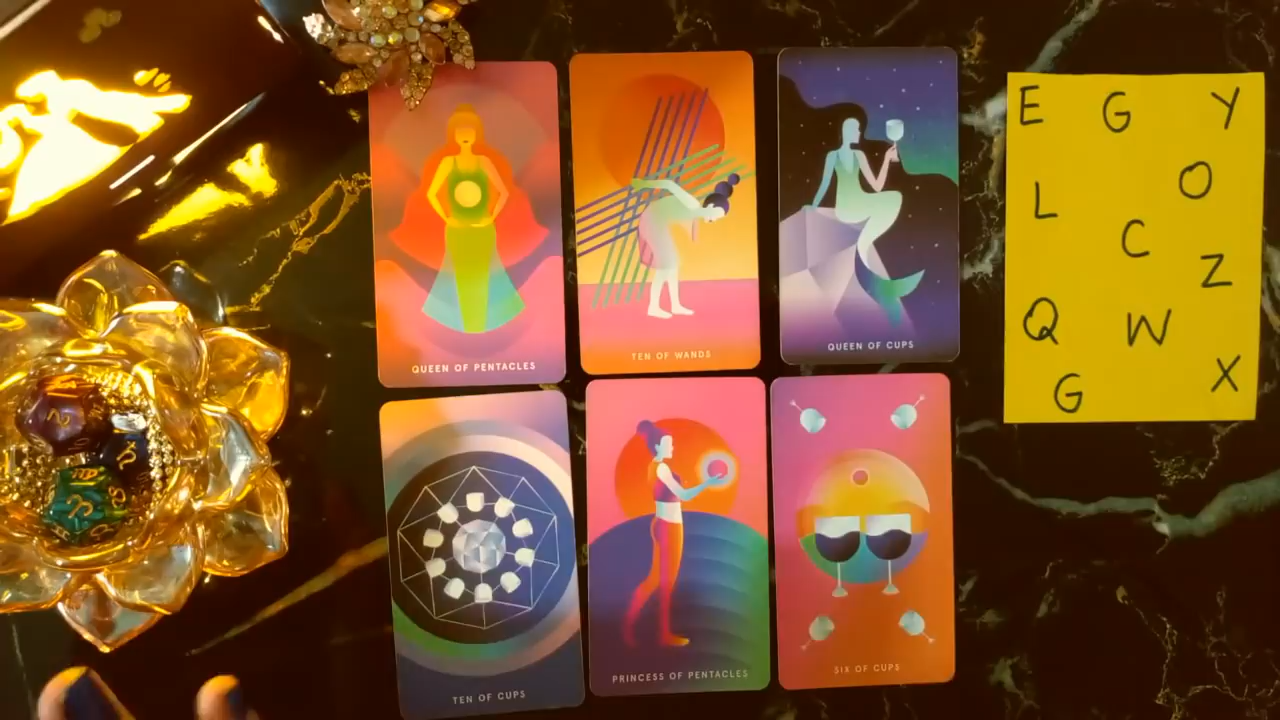 QUEEN OF PENTACLES
TEN OF WANDS
QUEEN OF CUPS
E G Y
L O
C
Z
Q W
G X
TEN OF CUPS
PRINCESS OF PENTACLES
SIX OF CUPS